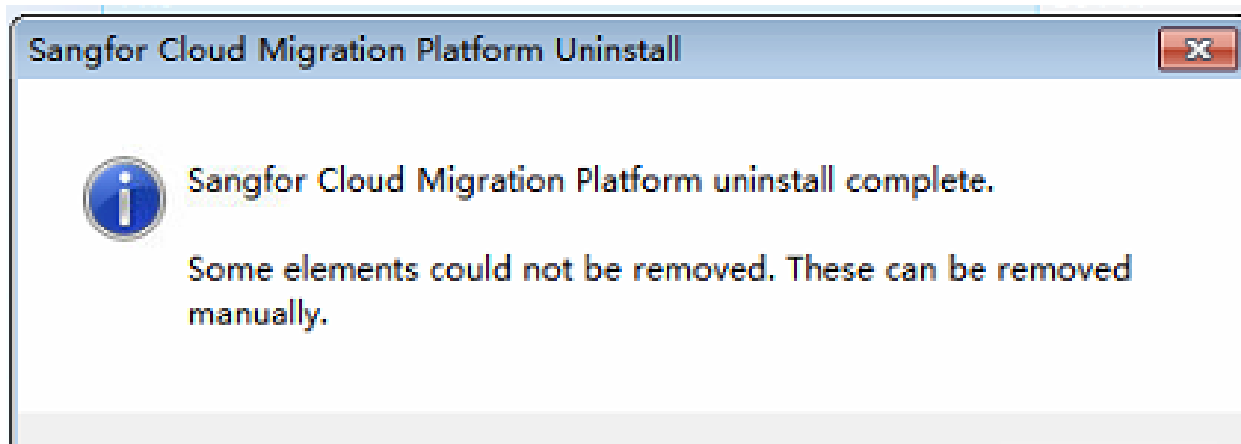 Sangfor Cloud Migration Platform Uninstall
Sangfor Cloud Migration Platform uninstall complete.
Some elements could not be removed. These can be removed
manually.